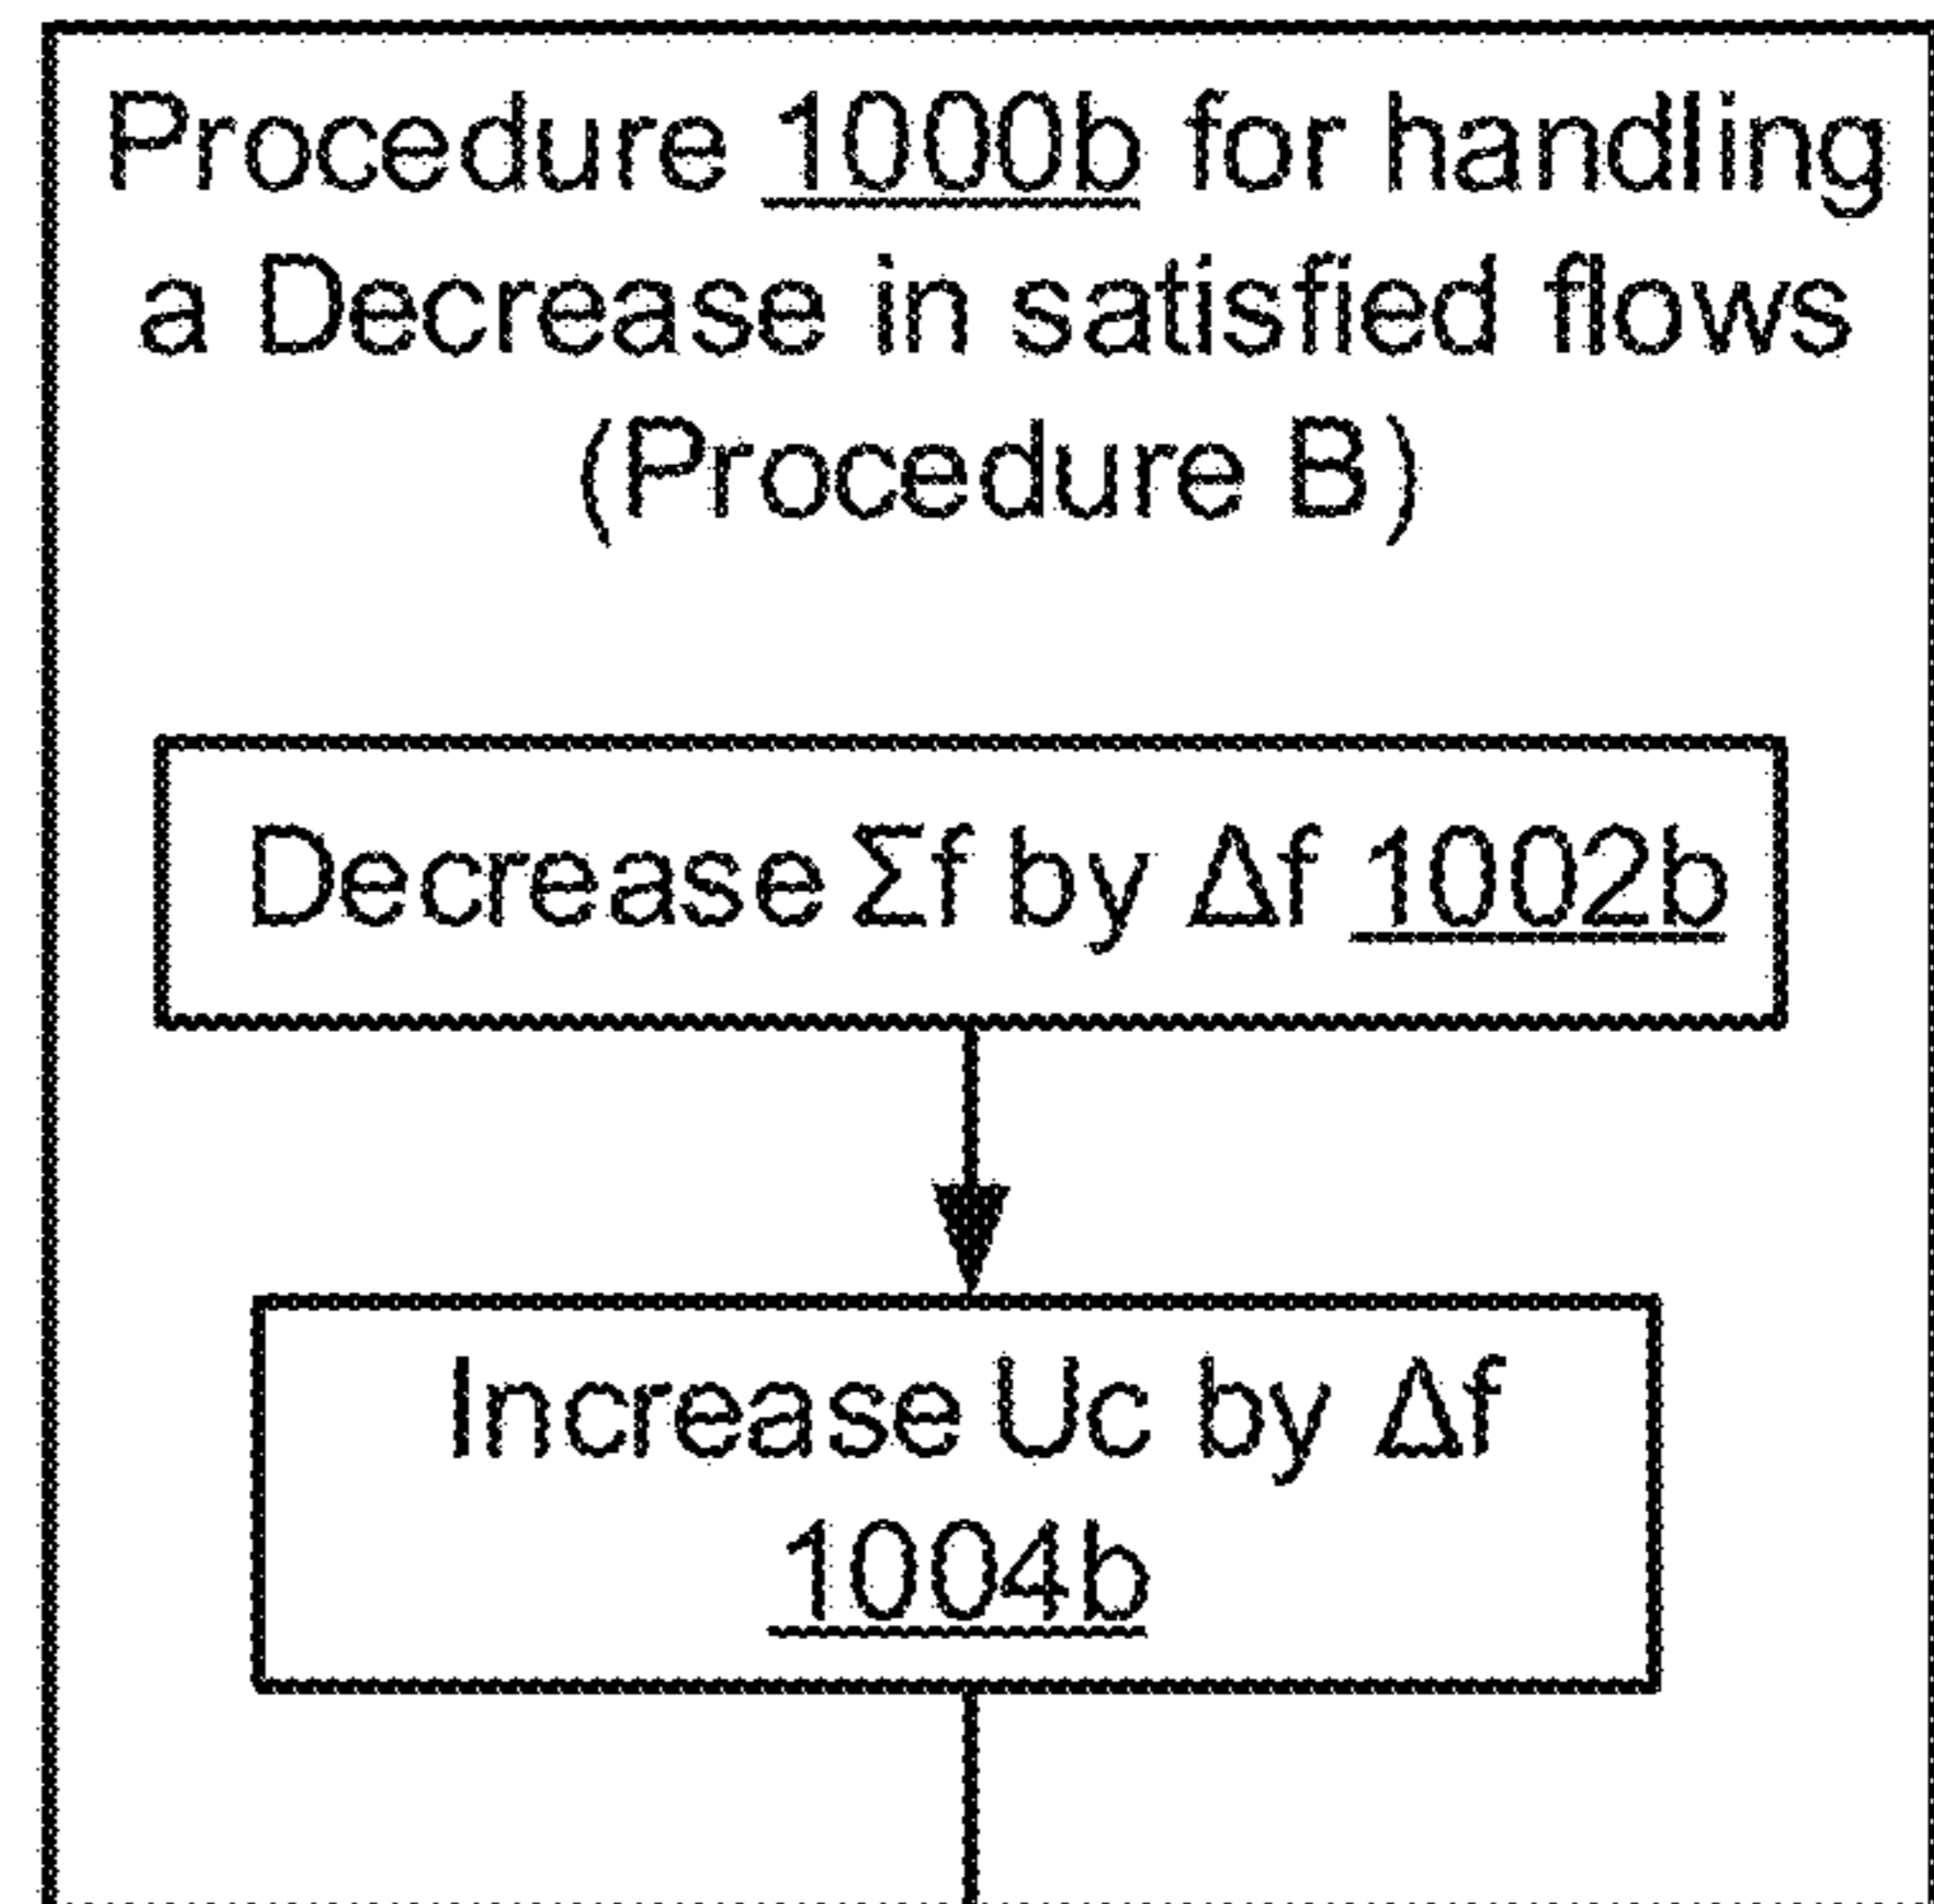 Procedure 1000b for handling
a Decrease in satisfied flows
(Procedure B)
Decrease Σf by Δf 1002b
Increase Uc by Δf
1004b